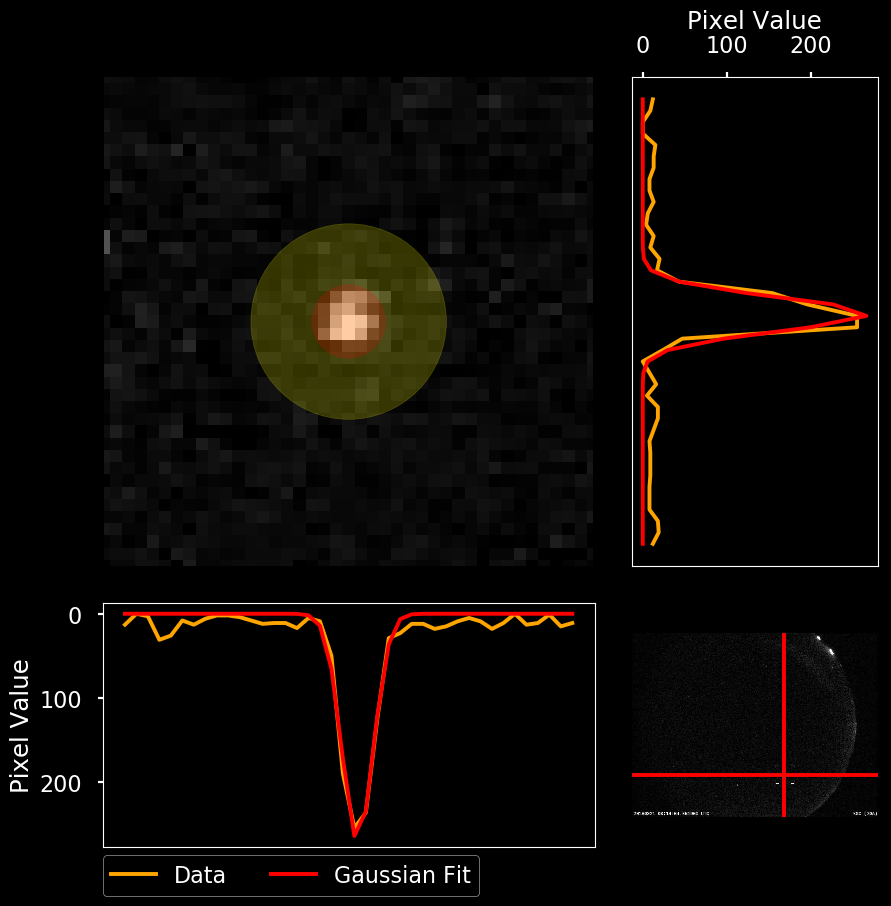 Pixel Value
0 100 200
0
100
200
Pixel Value
Data
Gaussian Fit